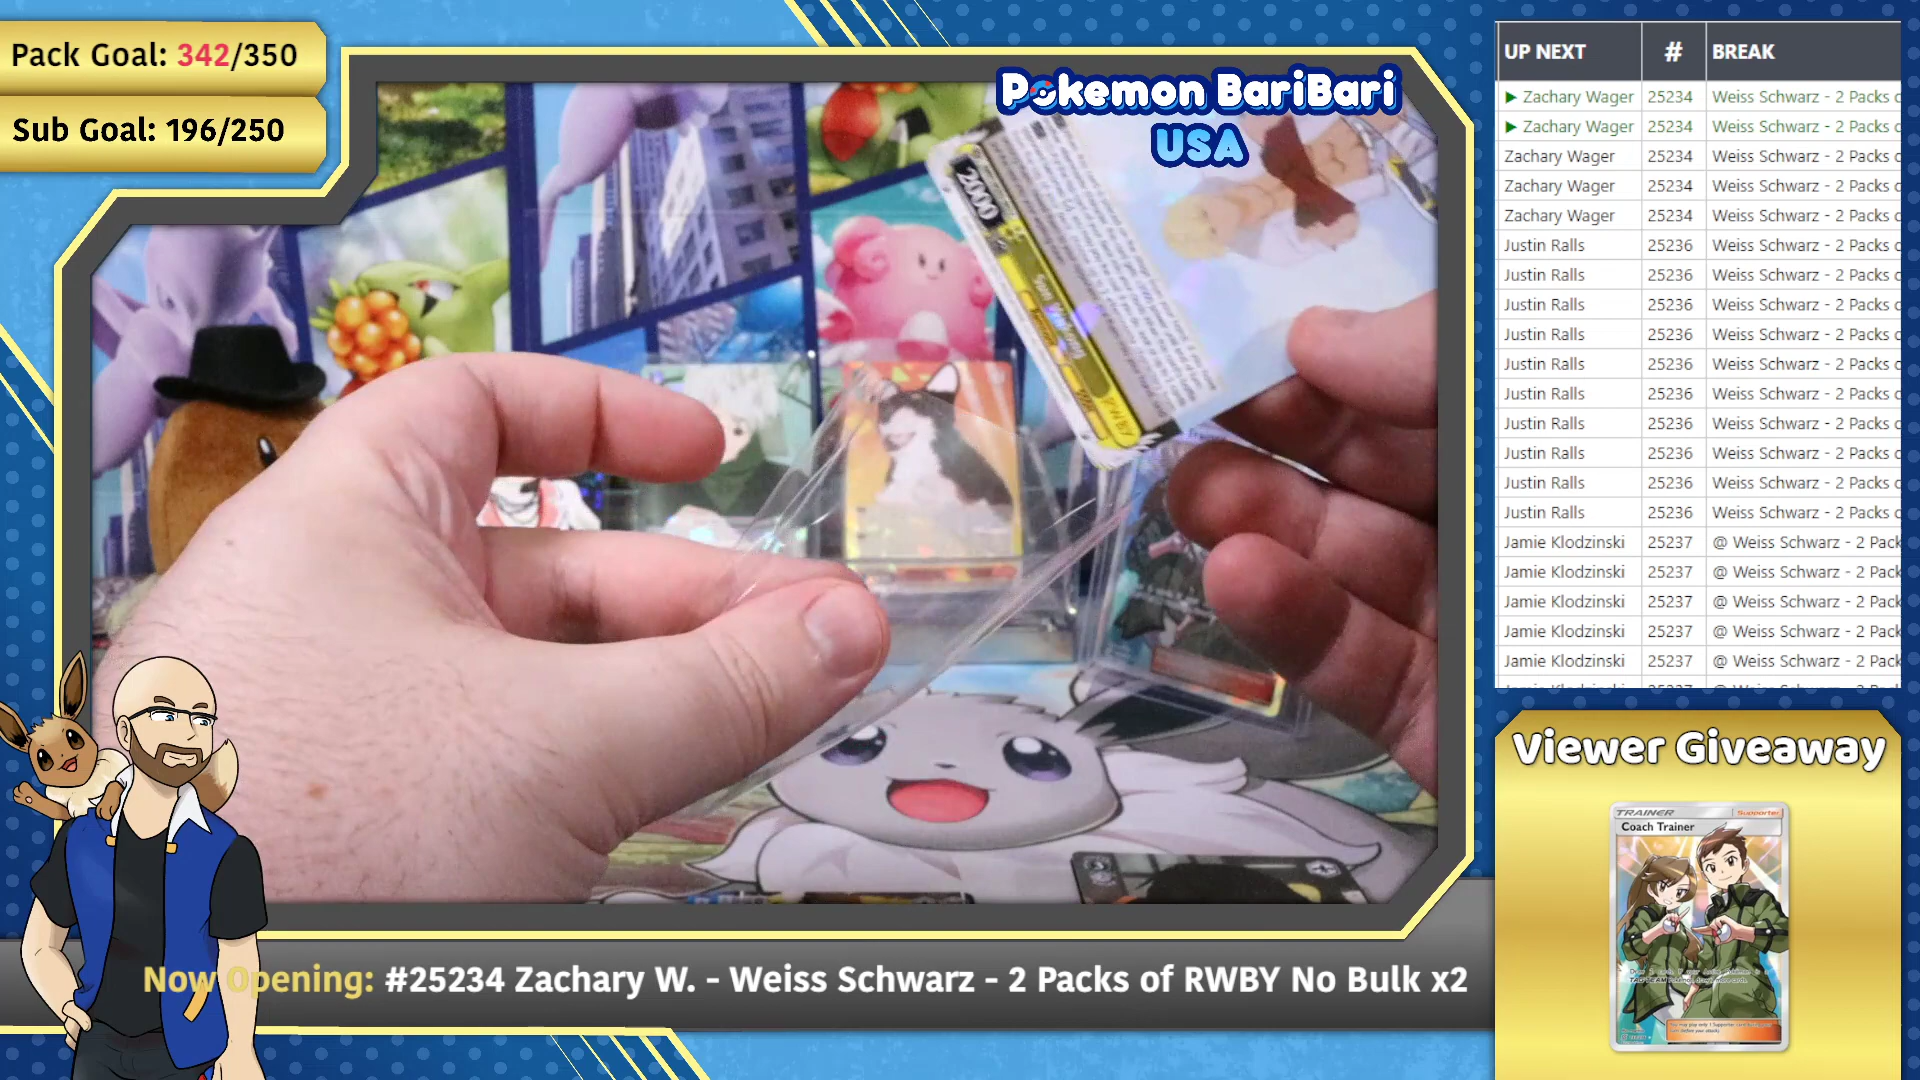 Pack Goal: 342/350
Sub Goal: 196/250
Pokemon BariBari
USA
2000
RWBY
UP NEXT # BREAK
▶ Zachary Wager 25234 Weiss Schwarz - 2 Packs
▶ Zachary Wager 25234 Weiss Schwarz - 2 Packs
Zachary Wager 25234 Weiss Schwarz - 2 Packs
Zachary Wager 25234 Weiss Schwarz - 2 Packs
Zachary Wager 25234 Weiss Schwarz - 2 Packs
Justin Ralls 25236 Weiss Schwarz - 2 Packs
Justin Ralls 25236 Weiss Schwarz - 2 Packs
Justin Ralls 25236 Weiss Schwarz - 2 Packs
Justin Ralls 25236 Weiss Schwarz - 2 Packs
Justin Ralls 25236 Weiss Schwarz - 2 Packs
Justin Ralls 25236 Weiss Schwarz - 2 Packs
Justin Ralls 25236 Weiss Schwarz - 2 Packs
Justin Ralls 25236 Weiss Schwarz - 2 Packs
Justin Ralls 25236 Weiss Schwarz - 2 Packs
Justin Ralls 25236 Weiss Schwarz - 2 Packs
Jamie Klodzinski 25237 @ Weiss Schwarz - 2 Pack
Jamie Klodzinski 25237 @ Weiss Schwarz - 2 Pack
Jamie Klodzinski 25237 @ Weiss Schwarz - 2 Pack
Jamie Klodzinski 25237 @ Weiss Schwarz - 2 Pack
Jamie Klodzinski 25237 @ Weiss Schwarz - 2 Pack
Viewer Giveaway
TRAINER Supporter
Coach Trainer
Now Opening: #25234 Zachary W. - Weiss Schwarz - 2 Packs of RWBY No Bulk x2